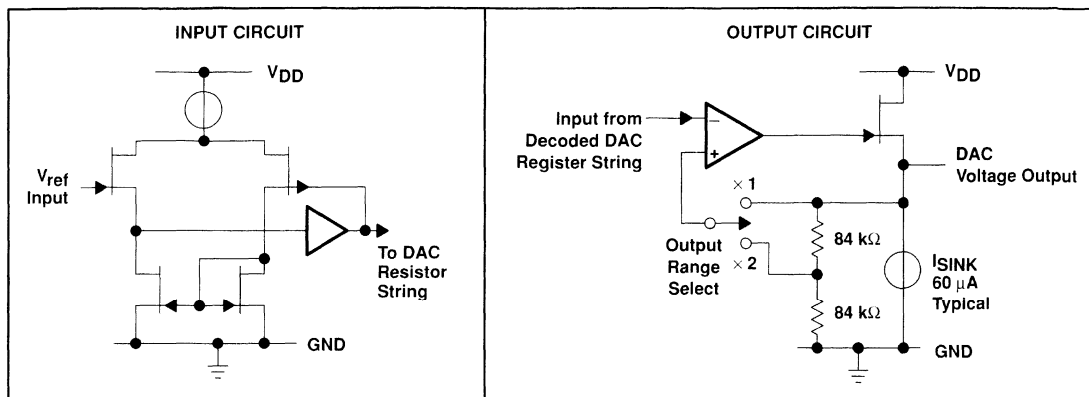 INPUT CIRCUIT
VDD
Vref
Input
To DAC
Resistor
String
GND
OUTPUT CIRCUIT
VDD
Input from
Decoded DAC
Register String
−
+
DAC
Voltage Output
× 1
Output
Range
Select
× 2
84 kΩ
84 kΩ
ISINK
60 μA
Typical
GND